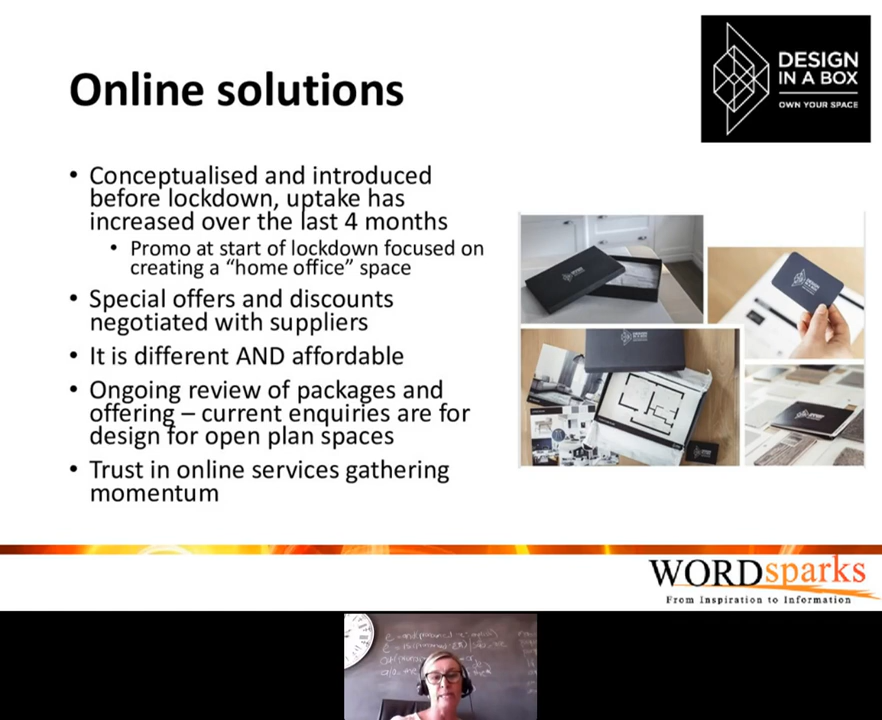 DESIGN
IN A BOX
OWN YOUR SPACE
Online solutions
• Conceptualised and introduced
before lockdown, uptake has
increased over the last 4 months
• Promo at start of lockdown focused on
creating a “home office” space
• Special offers and discounts
negotiated with suppliers
• It is different AND affordable
• Ongoing review of packages and
offering – current enquiries are for
design for open plan spaces
• Trust in online services gathering
momentum
WORDsparks
From Inspiration to Information